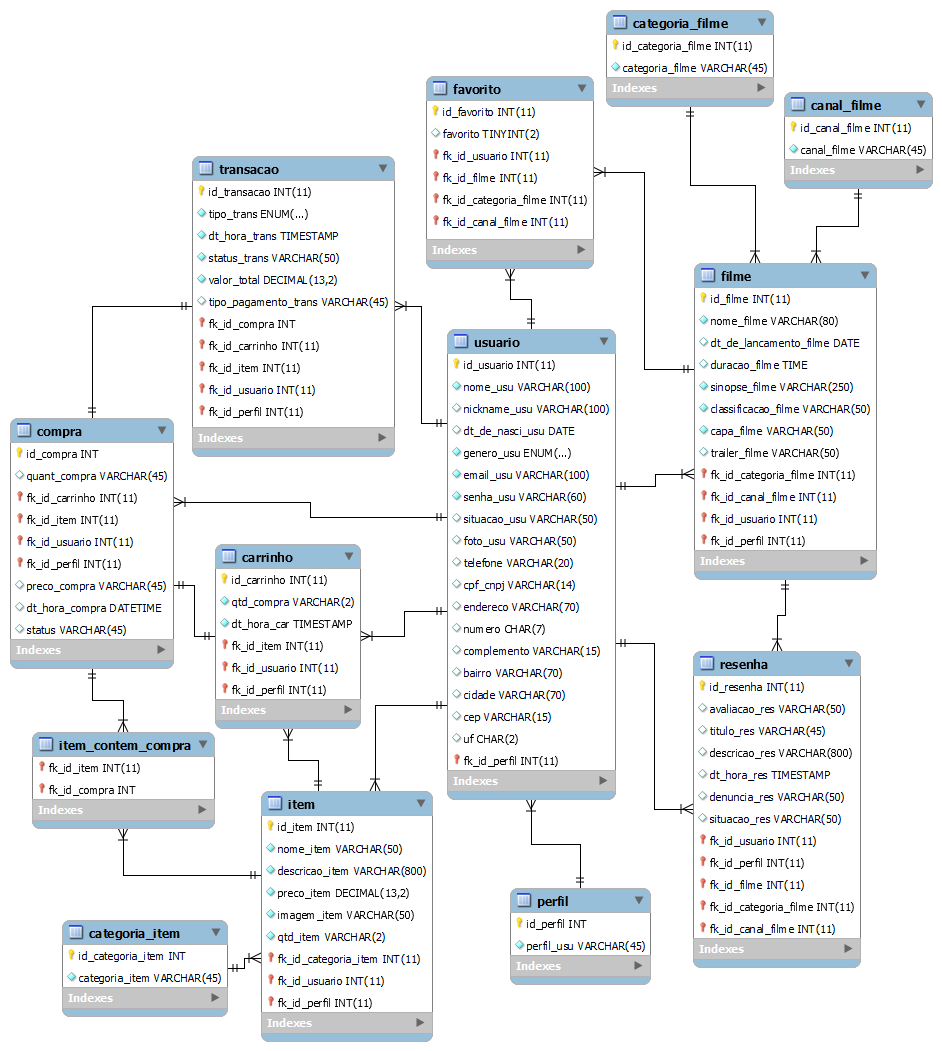 categoria_filme
id_categoria_filme INT(11)
categoria_filme VARCHAR(45)
Indexes
canal_filme
id_canal_filme INT(11)
canal_filme VARCHAR(45)
Indexes
favorito
id_favorito INT(11)
favorito TINYINT(2)
fk_id_usuario INT(11)
fk_id_filme INT(11)
fk_id_categoria_filme INT(11)
fk_id_canal_filme INT(11)
Indexes
transacao
id_transacao INT(11)
tipo_trans ENUM(...)
dt_hora_trans TIMESTAMP
status_trans VARCHAR(50)
valor_total DECIMAL(13,2)
tipo_pagamento_trans VARCHAR(45)
fk_id_compra INT
fk_id_carrinho INT(11)
fk_id_item INT(11)
fk_id_usuario INT(11)
fk_id_perfil INT(11)
Indexes
filme
id_filme INT(11)
nome_filme VARCHAR(80)
dt_de_lancamento_filme DATE
duracao_filme TIME
sinopse_filme VARCHAR(250)
classificacao_filme VARCHAR(50)
capa_filme VARCHAR(50)
trailer_filme VARCHAR(50)
fk_id_categoria_filme INT(11)
fk_id_canal_filme INT(11)
fk_id_usuario INT(11)
fk_id_perfil INT(11)
Indexes
usuario
id_usuario INT(11)
nome_usu VARCHAR(100)
nickname_usu VARCHAR(100)
dt_de_nasci_usu DATE
genero_usu ENUM(...)
email_usu VARCHAR(100)
senha_usu VARCHAR(60)
situacao_usu VARCHAR(50)
foto_usu VARCHAR(50)
telefone VARCHAR(20)
cpf_cnpj VARCHAR(14)
endereco VARCHAR(70)
numero CHAR(7)
complemento VARCHAR(15)
bairro VARCHAR(70)
cidade VARCHAR(70)
cep VARCHAR(15)
uf CHAR(2)
fk_id_perfil INT(11)
Indexes
compra
id_compra INT
quant_compra VARCHAR(45)
fk_id_carrinho INT(11)
fk_id_item INT(11)
fk_id_usuario INT(11)
fk_id_perfil INT(11)
preco_compra VARCHAR(45)
dt_hora_compra DATETIME
status VARCHAR(45)
Indexes
carrinho
id_carrinho INT(11)
qtd_compra VARCHAR(2)
dt_hora_car TIMESTAMP
fk_id_item INT(11)
fk_id_usuario INT(11)
fk_id_perfil INT(11)
Indexes
resenha
id_resenha INT(11)
avaliacao_res VARCHAR(50)
titulo_res VARCHAR(45)
descricao_res VARCHAR(800)
dt_hora_res TIMESTAMP
denuncia_res VARCHAR(50)
situacao_res VARCHAR(50)
fk_id_usuario INT(11)
fk_id_perfil INT(11)
fk_id_filme INT(11)
fk_id_categoria_filme INT(11)
fk_id_canal_filme INT(11)
Indexes
item_contem_compra
fk_id_item INT(11)
fk_id_compra INT
Indexes
item
id_item INT(11)
nome_item VARCHAR(50)
descricao_item VARCHAR(800)
preco_item DECIMAL(13,2)
imagem_item VARCHAR(50)
qtd_item VARCHAR(2)
fk_id_categoria_item INT(11)
fk_id_usuario INT(11)
fk_id_perfil INT(11)
Indexes
perfil
id_perfil INT
perfil_usu VARCHAR(45)
Indexes
categoria_item
id_categoria_item INT
categoria_item VARCHAR(45)
Indexes